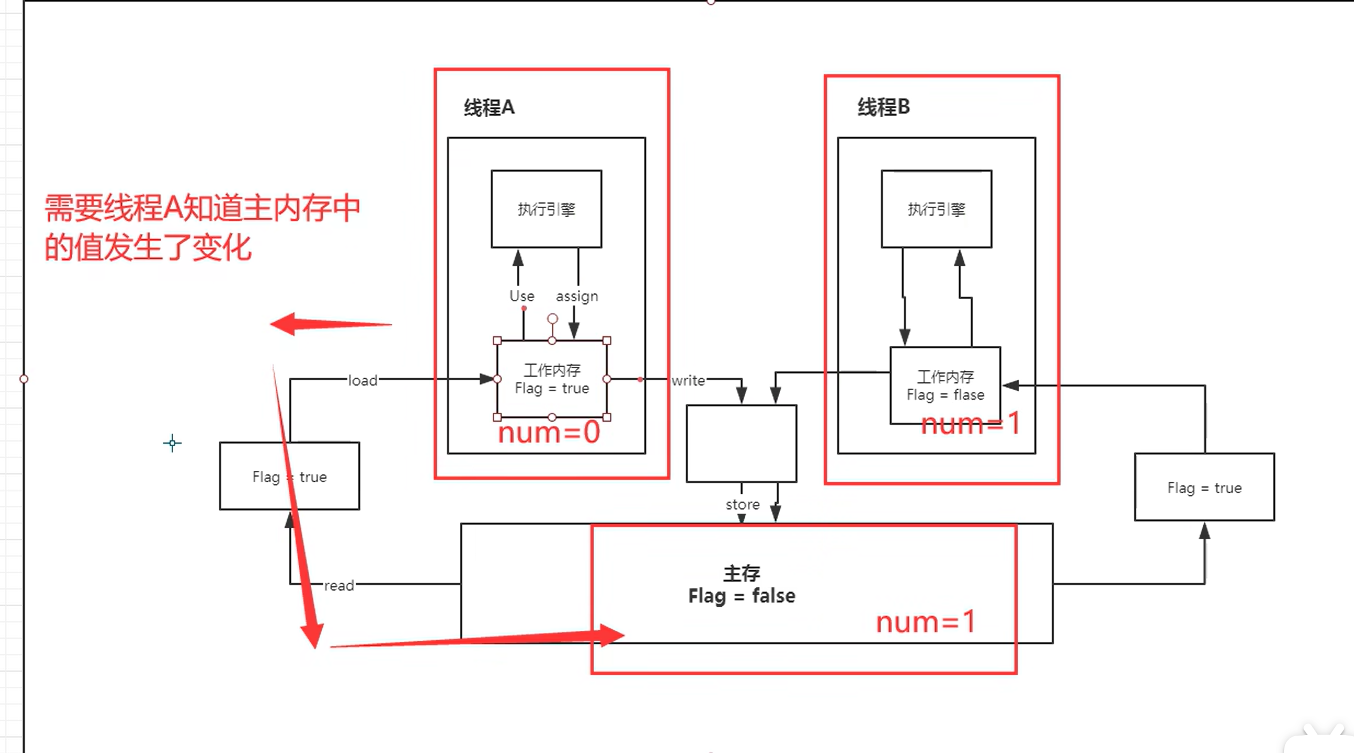 线程A
线程B
需要线程A知道主内存中
的值发生了变化
执行引擎
执行引擎
Use
assign
工作内存
Flag = true
工作内存
Flag = flase
load
write
num=0
num=1
Flag = true
Flag = true
store
read
主存
Flag = false
num=1